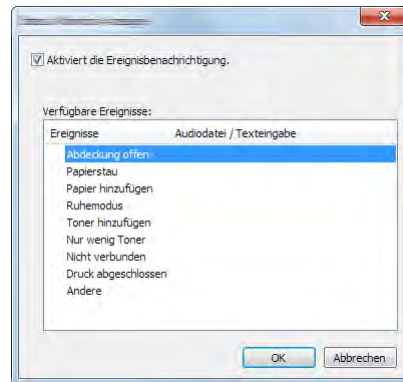 Aktiviert die Ereignisbenachrichtigung.
Verfügbare Ereignisse:
Ereignisse Audiodatei / Texteingabe
Abdeckung offen
Papierstau
Papier hinzufügen
Ruhemodus
Toner hinzufügen
Nur wenig Toner
Nicht verbunden
Druck abgeschlossen
Andere
OK Abbrechen